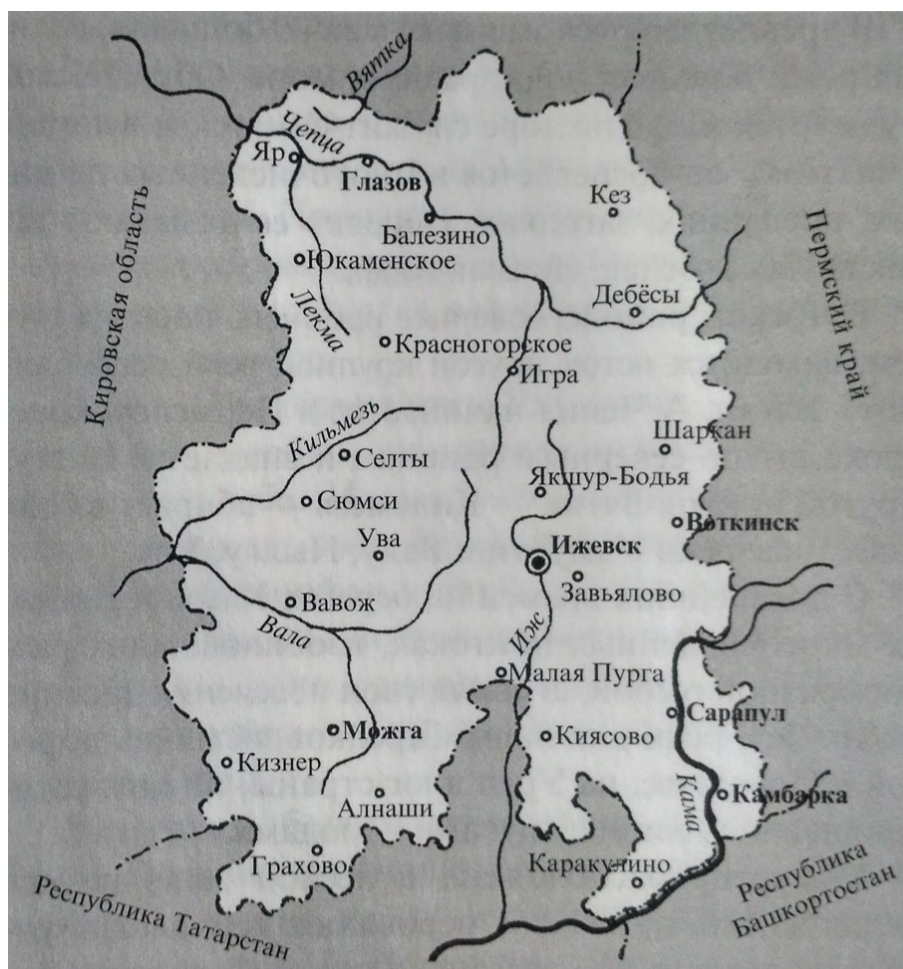 Вятка
Чепца
Яр
Глазов
Кез
Балезино
Кировская область
Пермский край
Юкаменское
Лекма
Дебёсы
Красногорское
Игра
Кильмезь
Селты
Шаркан
Якшур-Бодья
Сюмси
Воткинск
Ува
Ижевск
Завьялово
Вавож
Вала
Иж
Малая Пурга
Сарапул
Можга
Киясово
Кизнер
Кама
Камбарка
Алнаши
Грахово
Каракулино
Республика Татарстан
Республика
Башкортостан